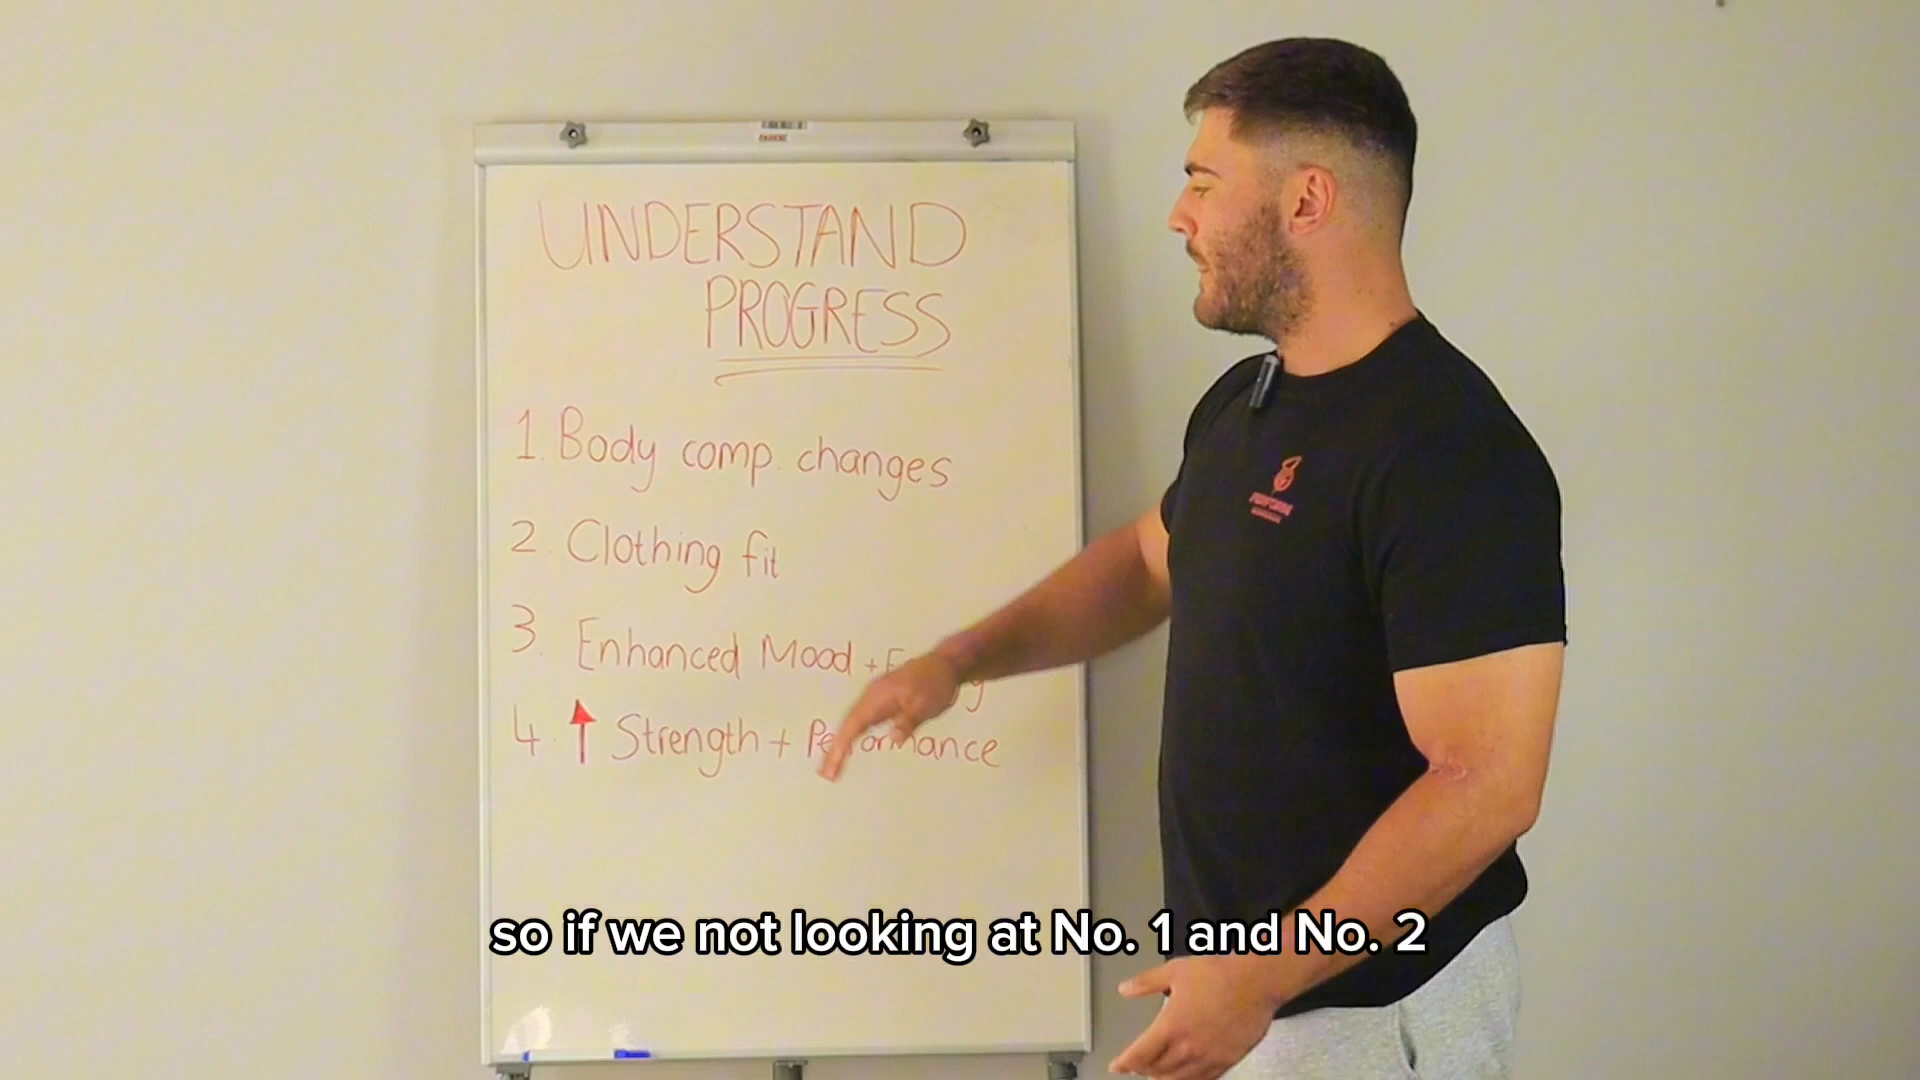 UNDERSTAND
PROGRESS
1. Body comp. changes
2. Clothing fit
3. Enhanced Mood +
4. ↑ Strength + Performance
so if we not looking at No. 1 and No. 2